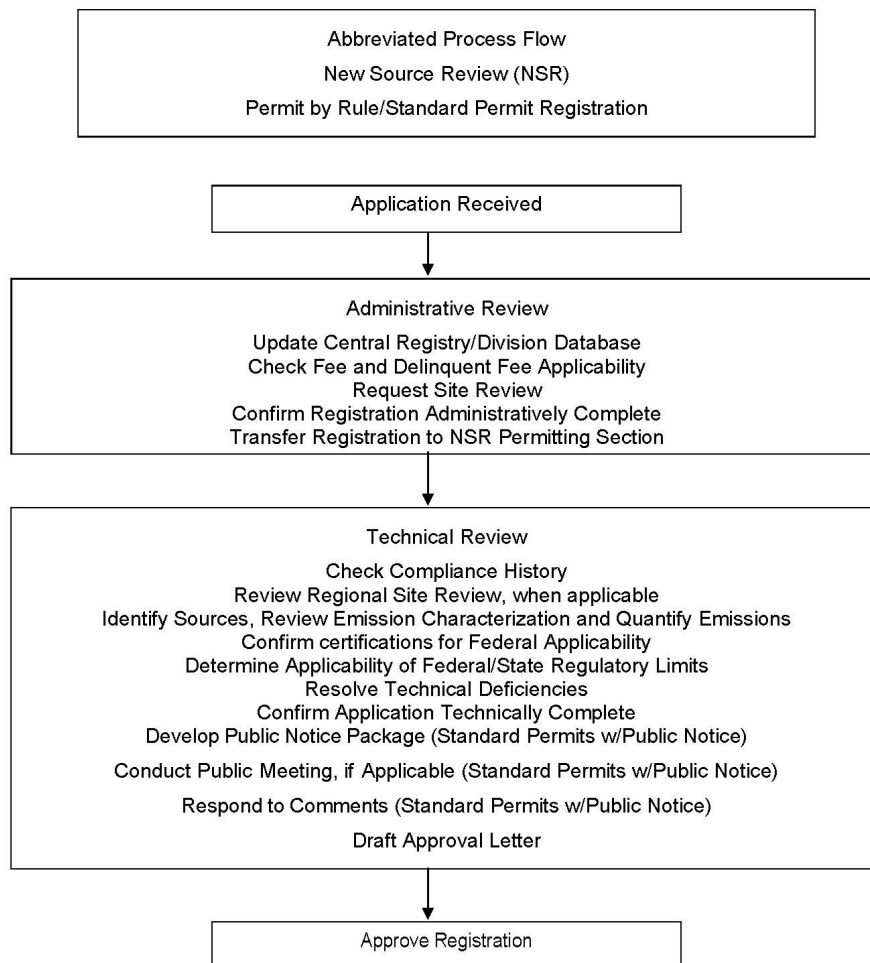 Abbreviated Process Flow
New Source Review (NSR)
Permit by Rule/Standard Permit Registration
Application Received
Administrative Review
Update Central Registry/Division Database
Check Fee and Delinquent Fee Applicability
Request Site Review
Confirm Registration Administratively Complete
Transfer Registration to NSR Permitting Section
Technical Review
Check Compliance History
Review Regional Site Review, when applicable
Identify Sources, Review Emission Characterization and Quantify Emissions
Confirm certifications for Federal Applicability
Determine Applicability of Federal/State Regulatory Limits
Resolve Technical Deficiencies
Confirm Application Technically Complete
Develop Public Notice Package (Standard Permits w/Public Notice)
Conduct Public Meeting, if Applicable (Standard Permits w/Public Notice)
Respond to Comments (Standard Permits w/Public Notice)
Draft Approval Letter
Approve Registration